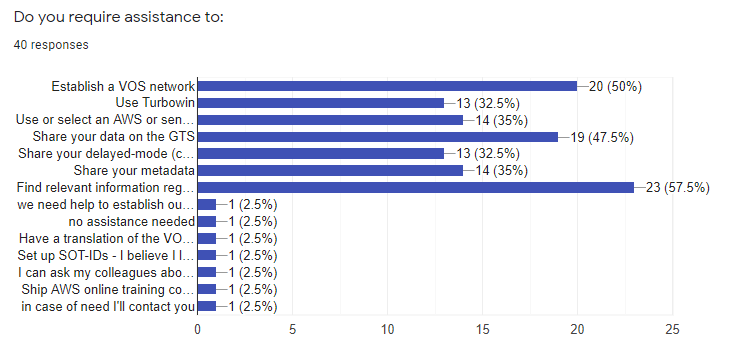 Do you require assistance to:
40 responses
Establish a VOS network 20 (50%)
Use Turbowin 13 (32.5%)
Use or select an AWS or sen... 14 (35%)
Share your data on the GTS 19 (47.5%)
Share your delayed-mode (c... 13 (32.5%)
Share your metadata 14 (35%)
Find relevant information reg... 23 (57.5%)
we need help to establish ou... 1 (2.5%)
no assistance needed 1 (2.5%)
Have a translation of the VO... 1 (2.5%)
Set up SOT-IDs - I believe I l... 1 (2.5%)
I can ask my colleagues abo... 1 (2.5%)
Ship AWS online training co... 1 (2.5%)
in case of need I'll contact you 1 (2.5%)
0 5 10 15 20 25